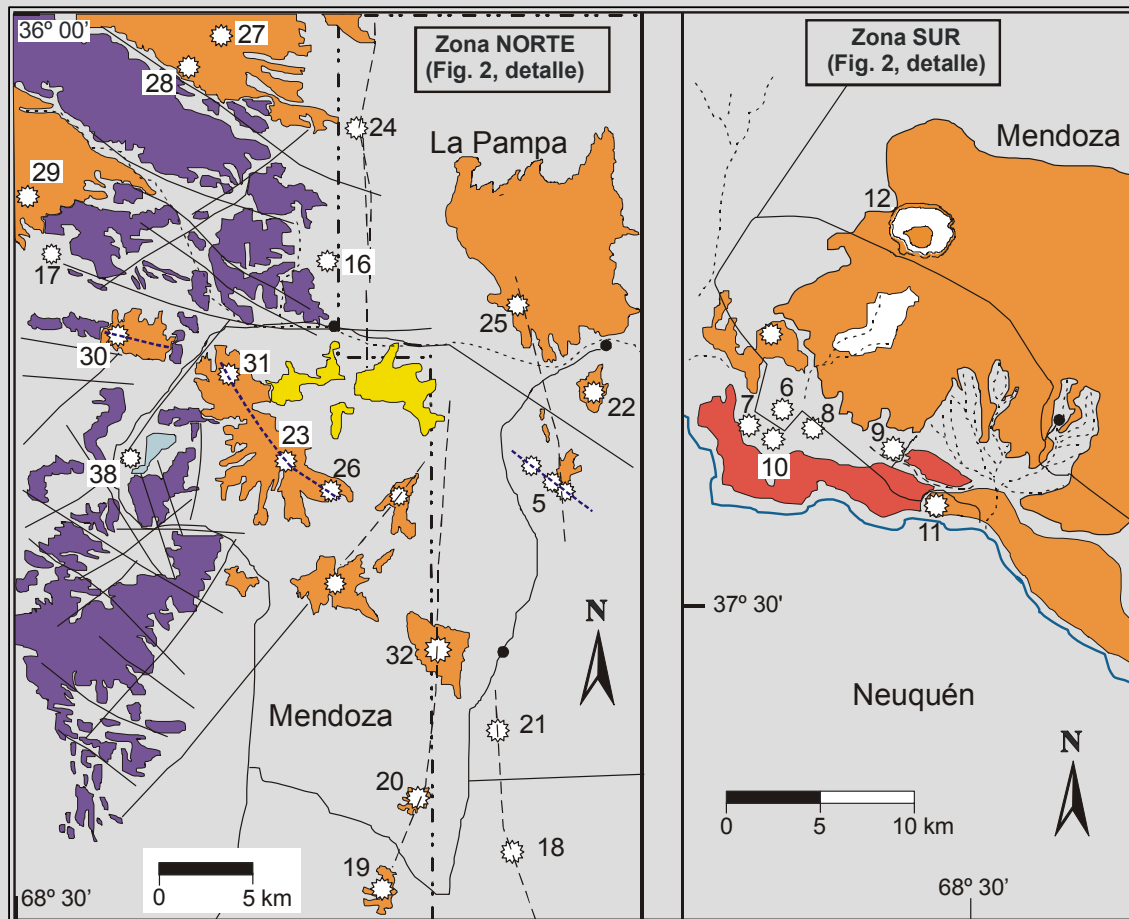 36º 00'
27
Zona NORTE
(Fig. 2, detalle)
28
24
La Pampa
29
17
16
25
30
31
22
23
38
26
5
32
Mendoza
21
20
18
19
N
0 5 km
68º 30'
Zona SUR
(Fig. 2, detalle)
Mendoza
12
7
6
8
10
9
11
37º 30'
Neuquén
N
0 5 10 km
68º 30'